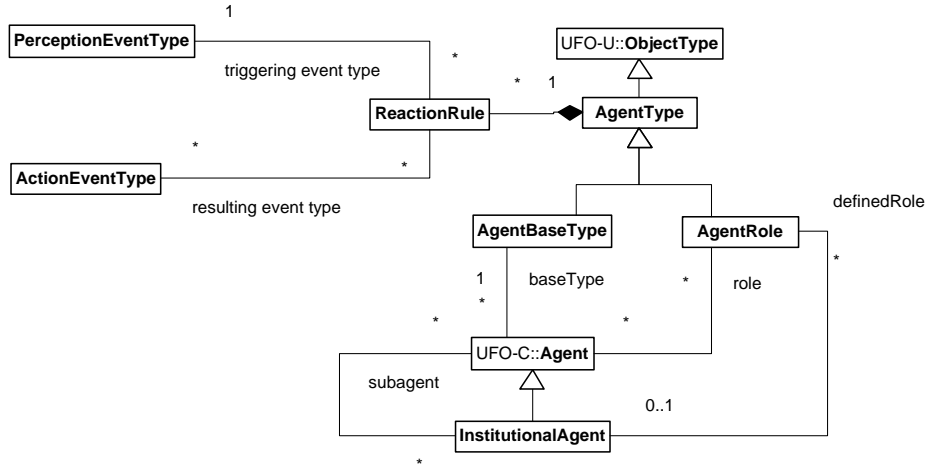 1
PerceptionEventType
UFO-U::ObjectType
triggering event type
*
* 1
ReactionRule
AgentType
*
*
ActionEventType
resulting event type
definedRole
AgentBaseType
AgentRole
*
1
baseType
*
role
*
*
*
UFO-C::Agent
subagent
0..1
InstitutionalAgent
*